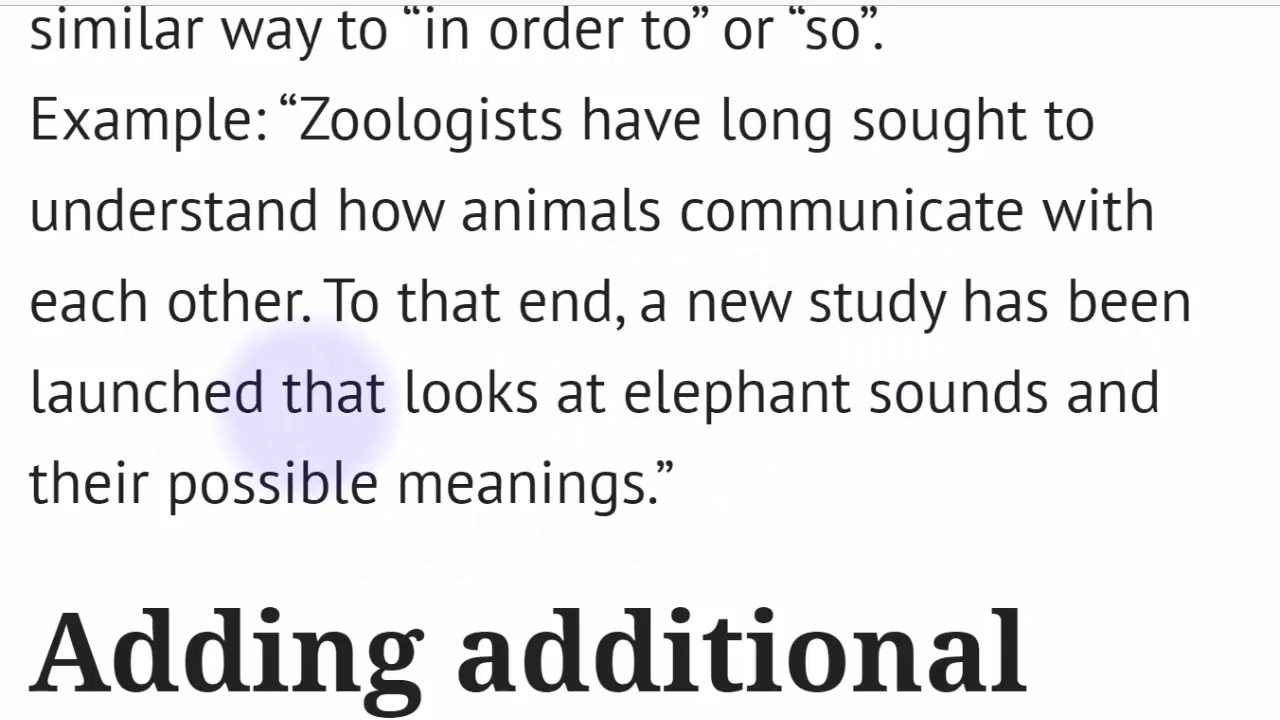 similar way to “in order to” or “so”.
Example: “Zoologists have long sought to
understand how animals communicate with
each other. To that end, a new study has been
launched that looks at elephant sounds and
their possible meanings.”
Adding additional